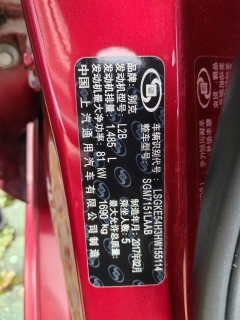 品牌：别克
发动机型号：L2B
发动机排量：1.485 L
发动机最大净功率：81 kW
中国・上汽通用汽车有限公司制造
车辆识别代号：
LSGKE54H3HW156114
整车型号：SGM7151LAAB
制造年月：2017年02月
乘坐人数：5
最大允许总质量：
1690 kg